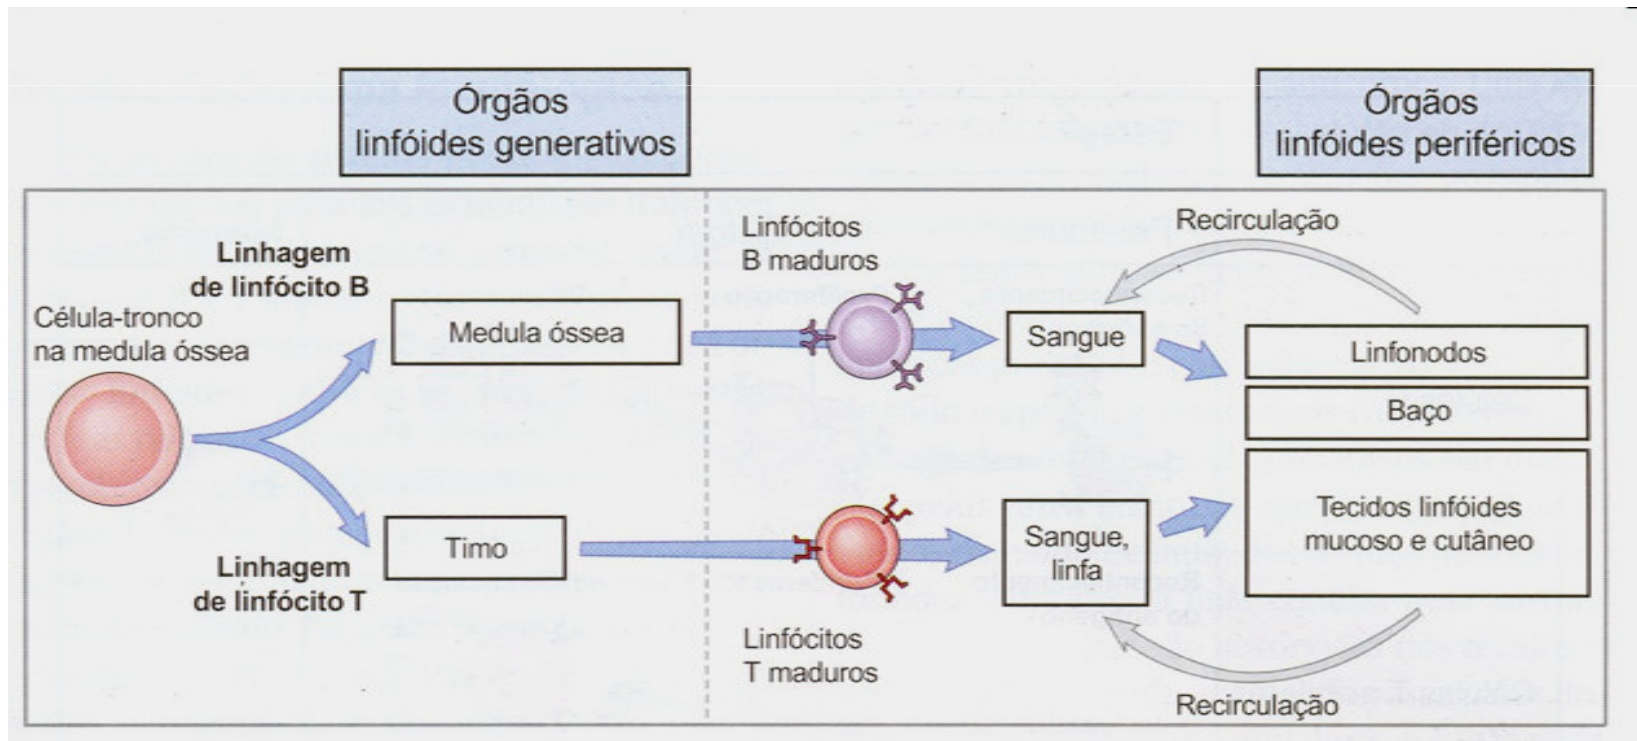 Órgãos
linfóides generativos
Órgãos
linfóides periféricos
Linhagem
de linfócito B
Célula-tronco
na medula óssea
Medula óssea
Linfócitos
B maduros
Sangue
Recirculação
Linfonodos
Baço
Tecidos linfóides
mucoso e cutâneo
Timo
Linhagem
de linfócito T
Linfócitos
T maduros
Sangue,
linfa
Recirculação